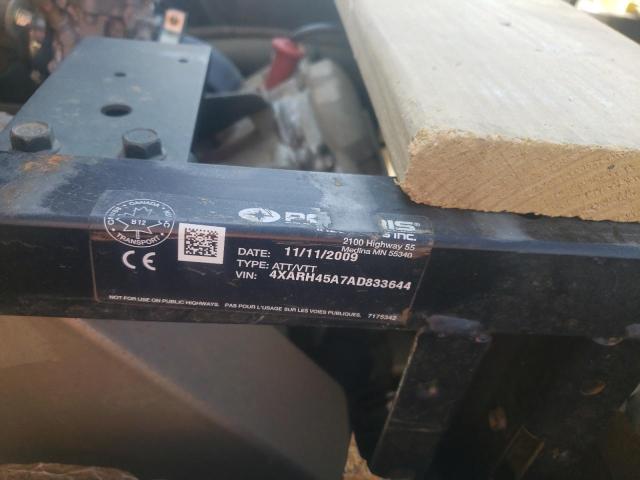 CANADA
B12
TRANSPORT
2100 Highway 55
Medina MN 55340
DATE: 11/11/2009
TYPE: ATT/VTT
VIN: 4XARH45A7AD833644
CE
NOT FOR USE ON PUBLIC HIGHWAYS. PAS POUR L'USAGE SUR LES VOIES PUBLIQUES. 7175342